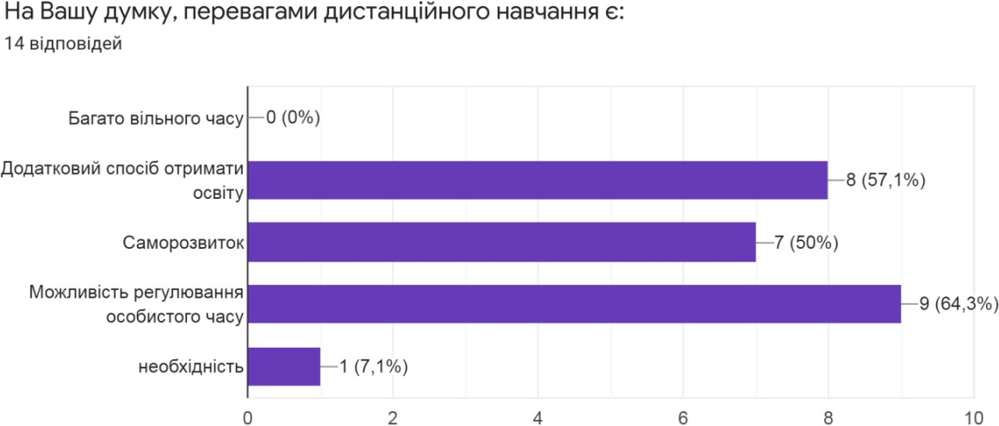 На Вашу думку, перевагами дистанційного навчання є:
14 відповідей
Багато вільного часу
0 (0%)
Додатковий спосіб отримати
освіту
8 (57,1%)
Саморозвиток
7 (50%)
Можливість регулювання
особистого часу
9 (64,3%)
необхідність
1 (7,1%)
0 2 4 6 8 10